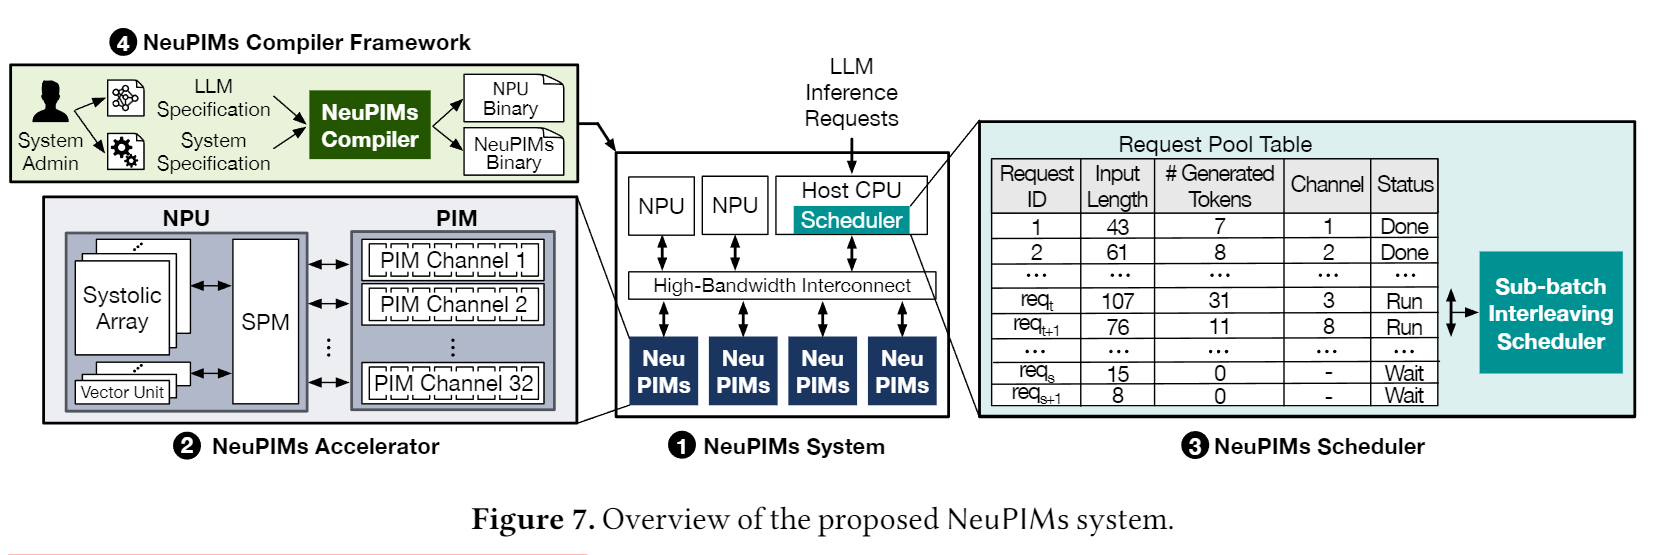 4 NeuPIMs Compiler Framework
System
Admin
LLM
Specification
System
Specification
NeuPIMs
Compiler
NPU
Binary
NeuPIMs
Binary
NPU
PIM
Systolic
Array
Vector Unit
SPM
PIM Channel 1
PIM Channel 2
PIM Channel 32
2 NeuPIMs Accelerator
LLM
Inference
Requests
NPU
NPU
Host CPU
Scheduler
High-Bandwidth Interconnect
Neu
PIMs
Neu
PIMs
Neu
PIMs
Neu
PIMs
1 NeuPIMs System
Request Pool Table
Request ID Input Length # Generated Tokens Channel Status
1 43 7 1 Done
2 61 8 2 Done
... ... ... ... ...
reqt 107 31 3 Run
reqt+1 76 11 8 Run
... ... ... ... ...
reqs 15 0 - Wait
reqs+1 8 0 - Wait
Sub-batch
Interleaving
Scheduler
3 NeuPIMs Scheduler
Figure 7. Overview of the proposed NeuPIMs system.